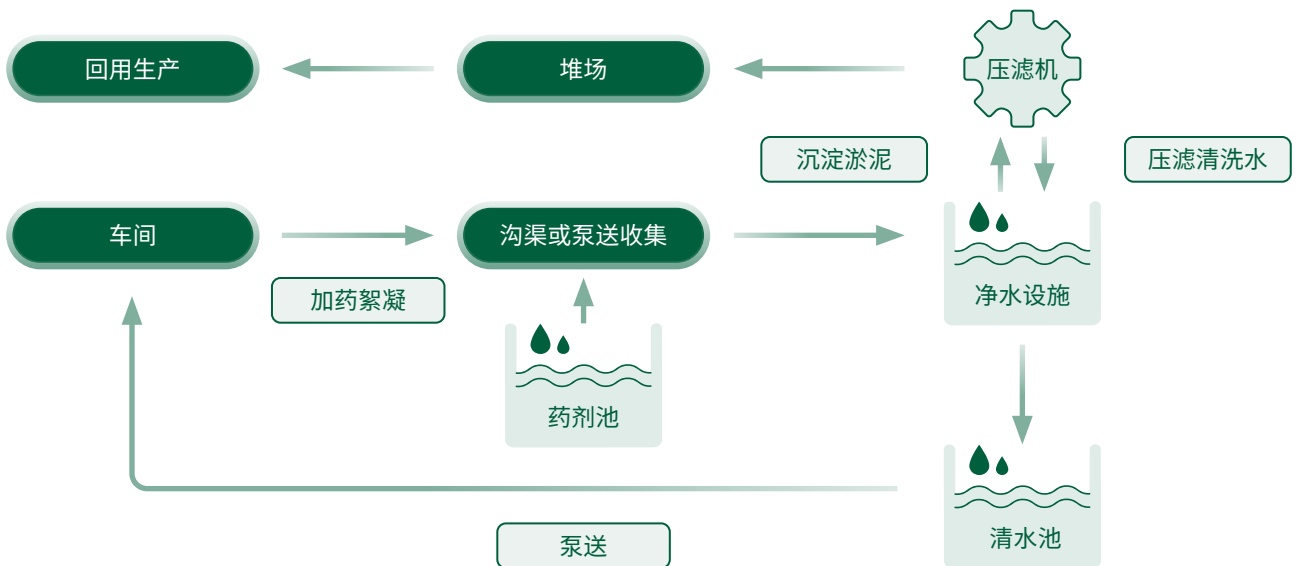 回用生产
堆场
压滤机
沉淀淤泥
压滤清洗水
车间
沟渠或泵送收集
加药絮凝
净水设施
药剂池
清水池
泵送